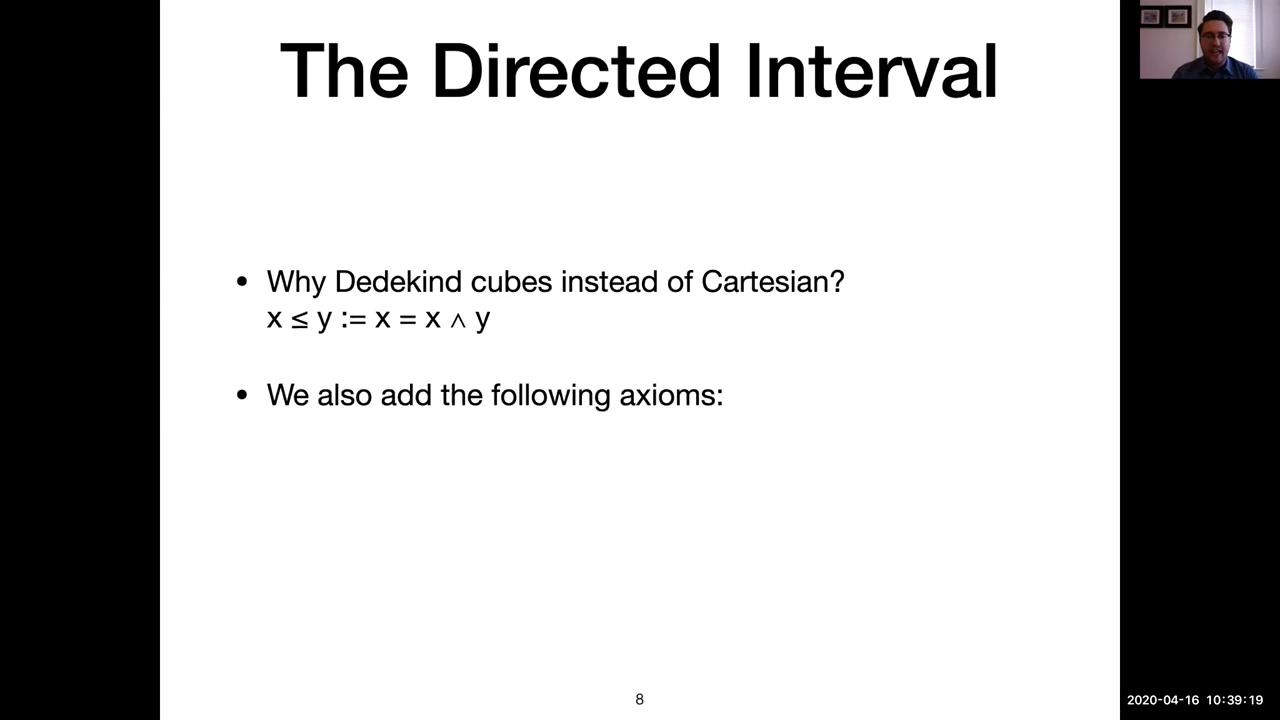 The Directed Interval
• Why Dedekind cubes instead of Cartesian?
x ≤ y := x = x ∧ y
• We also add the following axioms:
8
2020-04-16 10:39:19